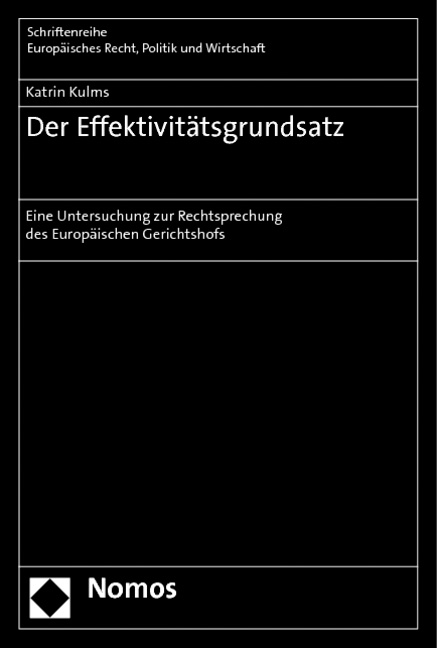 Schriftenreihe
Europäisches Recht, Politik und Wirtschaft
Katrin Kulms
Der Effektivitätsgrundsatz
Eine Untersuchung zur Rechtsprechung
des Europäischen Gerichtshofs
Nomos